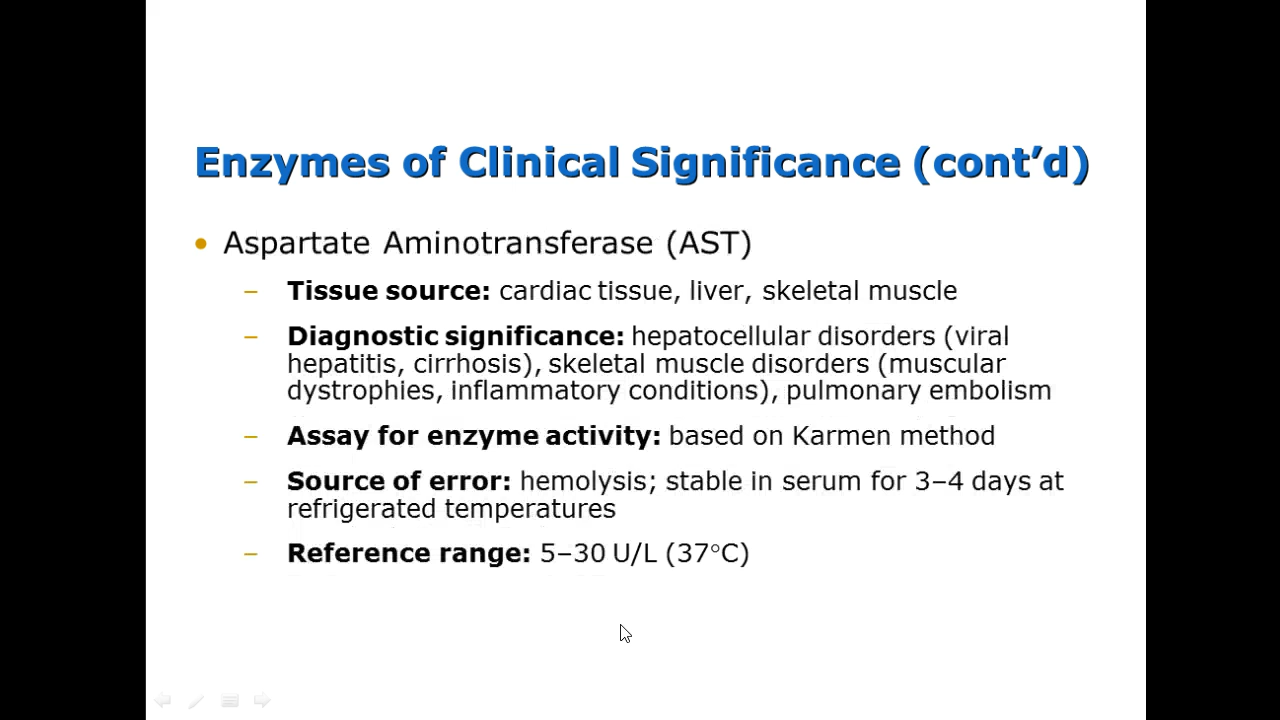 Enzymes of Clinical Significance (cont’d)
• Aspartate Aminotransferase (AST)
– Tissue source: cardiac tissue, liver, skeletal muscle
– Diagnostic significance: hepatocellular disorders (viral
hepatitis, cirrhosis), skeletal muscle disorders (muscular
dystrophies, inflammatory conditions), pulmonary embolism
– Assay for enzyme activity: based on Karmen method
– Source of error: hemolysis; stable in serum for 3–4 days at
refrigerated temperatures
– Reference range: 5–30 U/L (37°C)